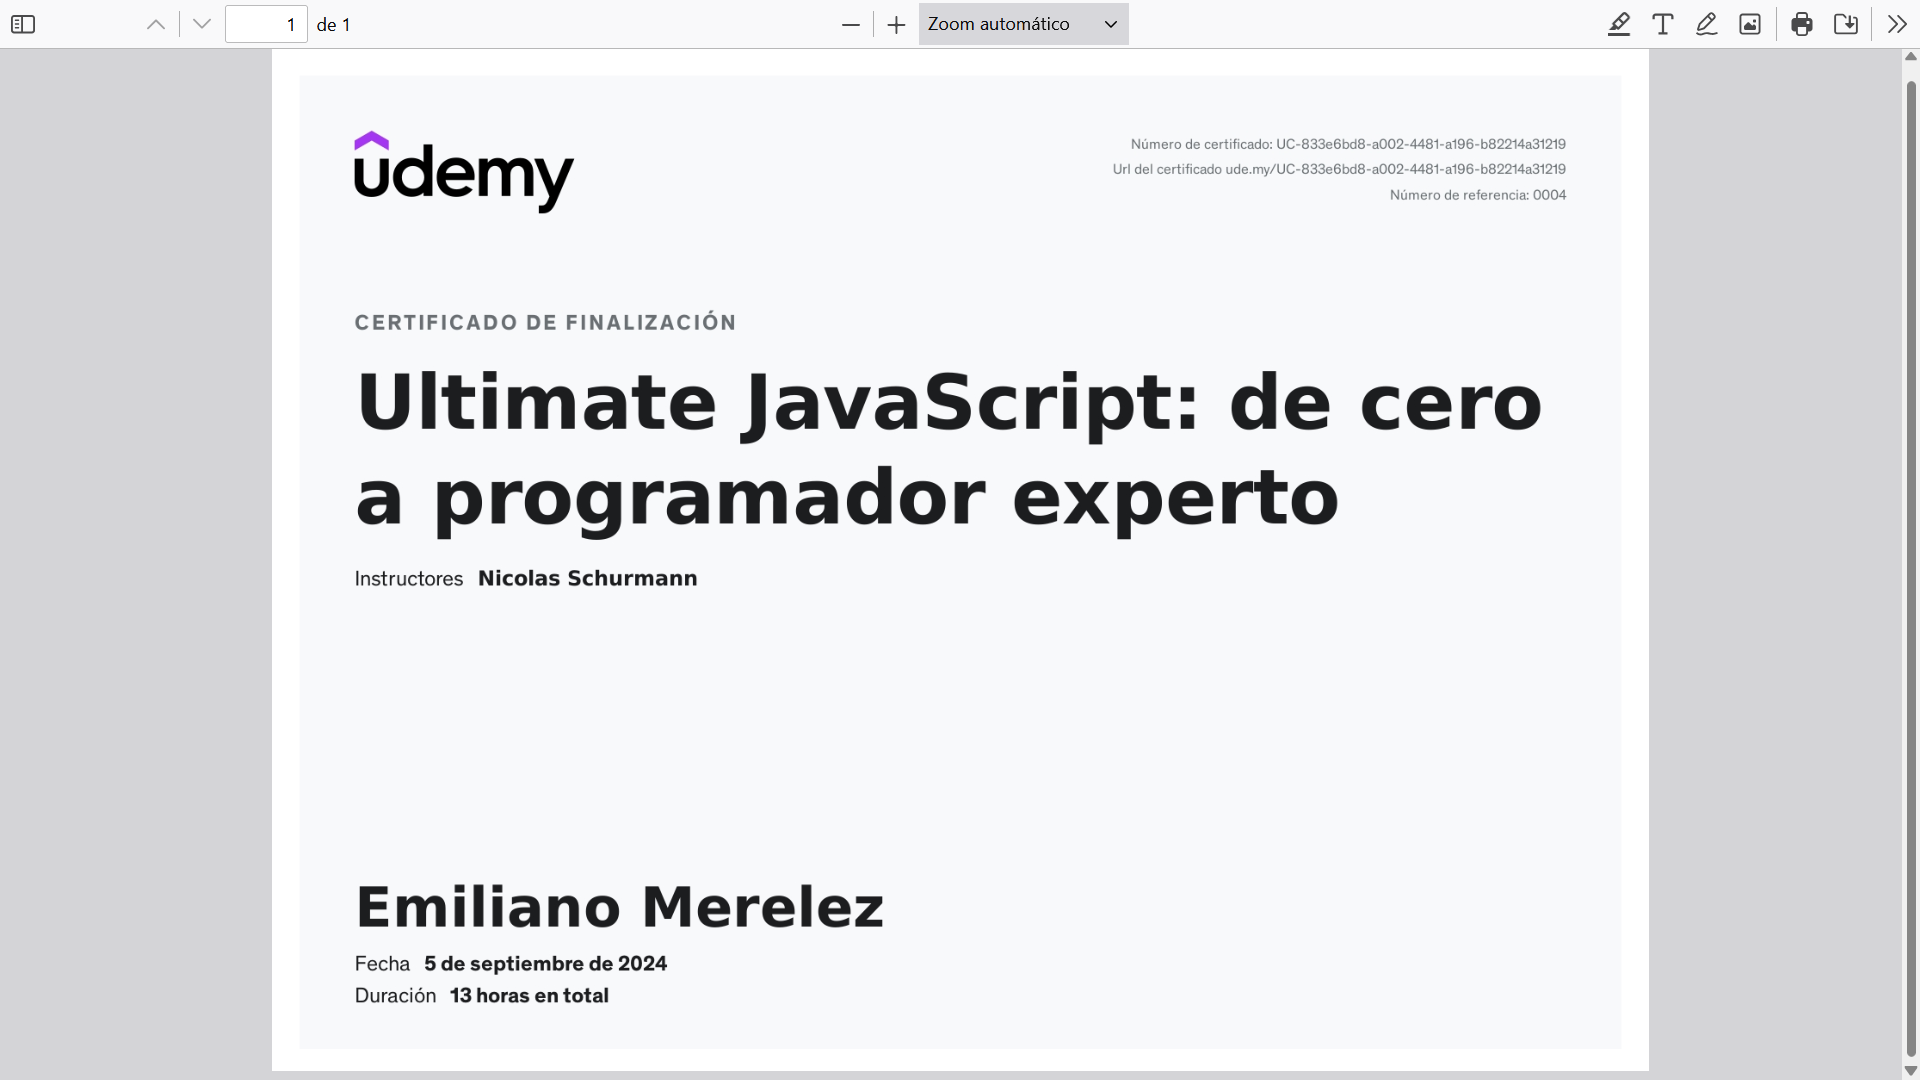 1 de 1
Zoom automático
udemy
Número de certificado: UC-833e6bd8-a002-4481-a196-b82214a31219
Url del certificado ude.my/UC-833e6bd8-a002-4481-a196-b82214a31219
Número de referencia: 0004
CERTIFICADO DE FINALIZACIÓN
Ultimate JavaScript: de cero
a programador experto
Instructores Nicolas Schurmann
Emiliano Merelez
Fecha 5 de septiembre de 2024
Duración 13 horas en total